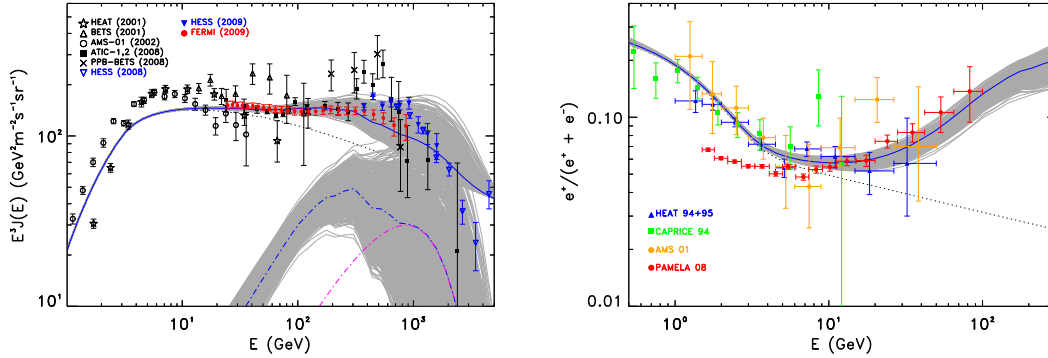 HEAT (2001)
BETS (2001)
AMS-01 (2002)
ATIC-1,2 (2008)
PPB-BETS (2008)
HESS (2008)
HESS (2009)
FERMI (2009)
E³J(E) (GeV²m⁻²s⁻¹sr⁻¹)
10²
10¹
10¹
10²
10³
E (GeV)
e⁺/(e⁺ + e⁻)
0.10
0.01
HEAT 94+95
CAPRICE 94
AMS 01
PAMELA 08
10⁰
10¹
10²
E (GeV)